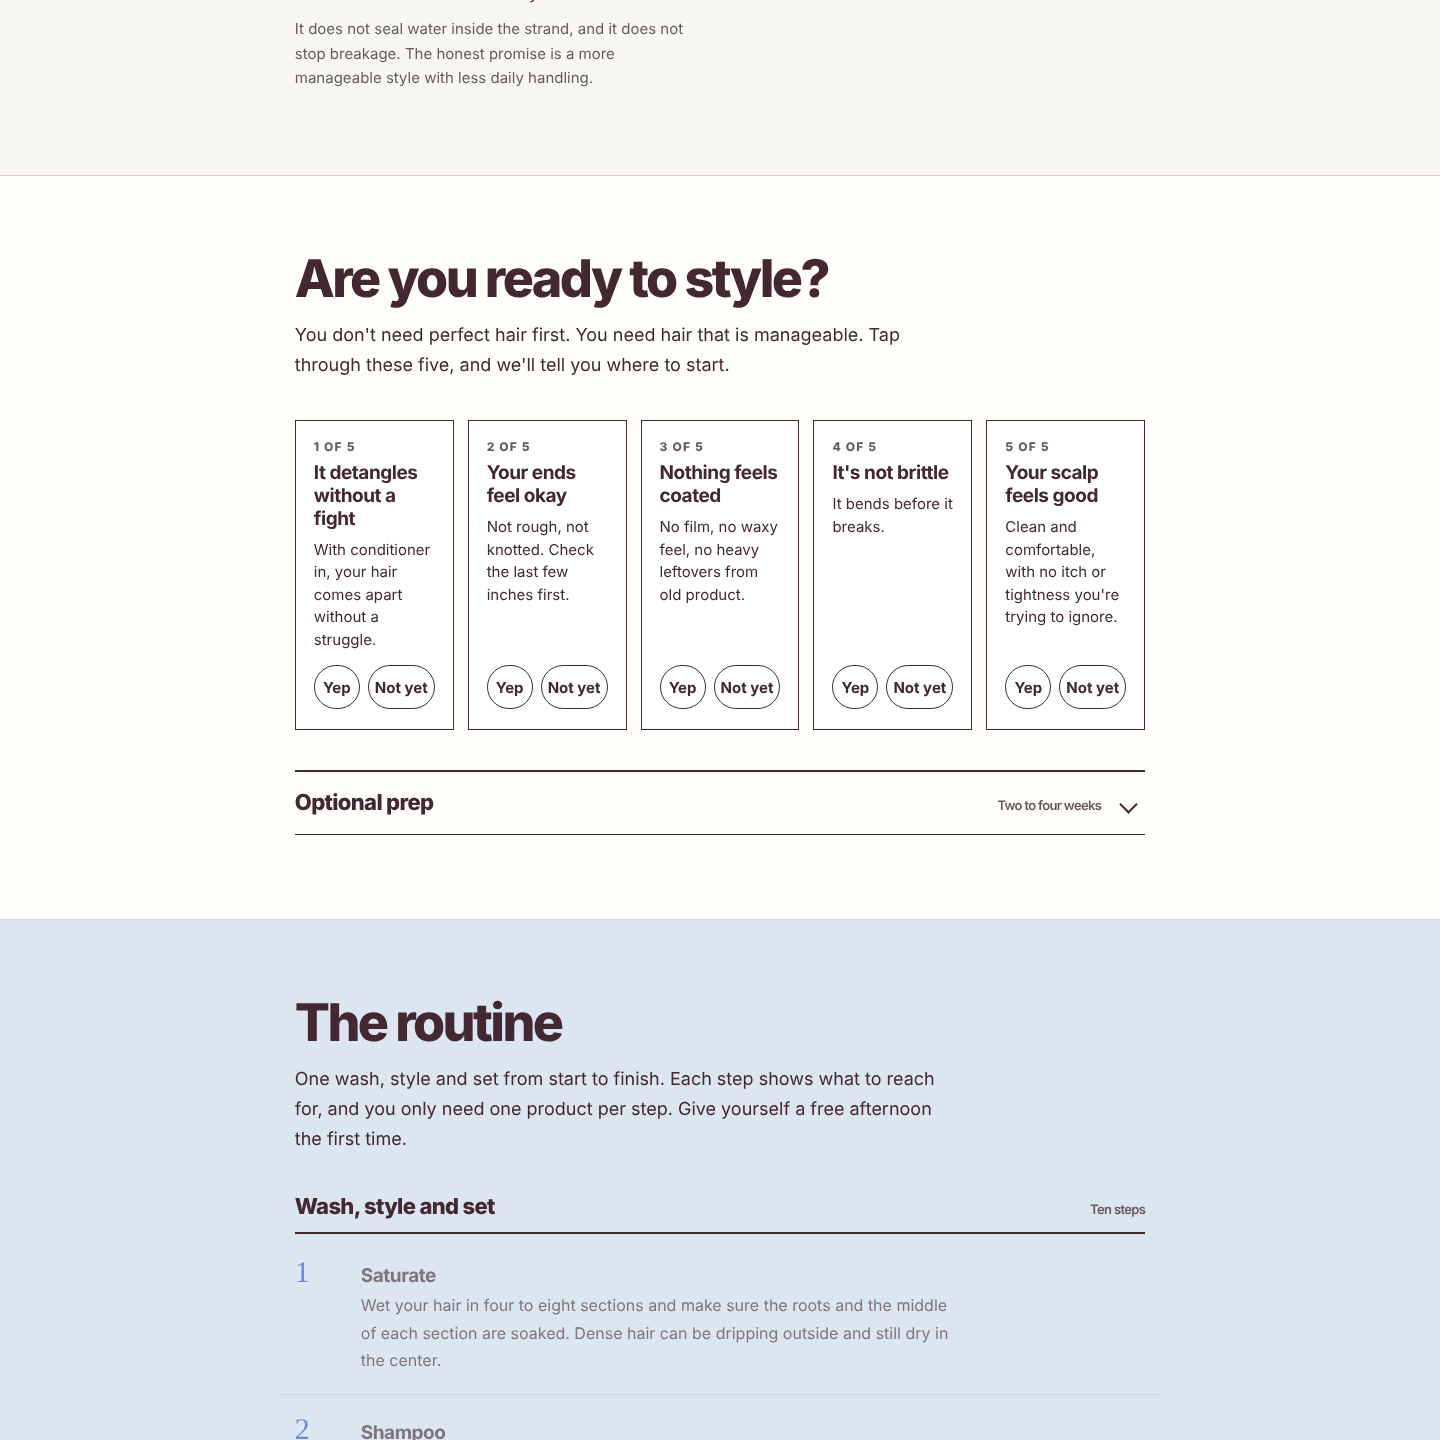 It does not seal water inside the strand, and it does not
stop breakage. The honest promise is a more
manageable style with less daily handling.
Are you ready to style?
You don't need perfect hair first. You need hair that is manageable. Tap
through these five, and we'll tell you where to start.
1 OF 5
It detangles
without a
fight
With conditioner
in, your hair
comes apart
without a
struggle.
Yep
Not yet
2 OF 5
Your ends
feel okay
Not rough, not
knotted. Check
the last few
inches first.
Yep
Not yet
3 OF 5
Nothing feels
coated
No film, no waxy
feel, no heavy
leftovers from
old product.
Yep
Not yet
4 OF 5
It's not brittle
It bends before it
breaks.
Yep
Not yet
5 OF 5
Your scalp
feels good
Clean and
comfortable,
with no itch or
tightness you're
trying to ignore.
Yep
Not yet
Optional prep
Two to four weeks
The routine
One wash, style and set from start to finish. Each step shows what to reach
for, and you only need one product per step. Give yourself a free afternoon
the first time.
Wash, style and set
Ten steps
1
Saturate
Wet your hair in four to eight sections and make sure the roots and the middle
of each section are soaked. Dense hair can be dripping outside and still dry in
the center.
2
Shampoo